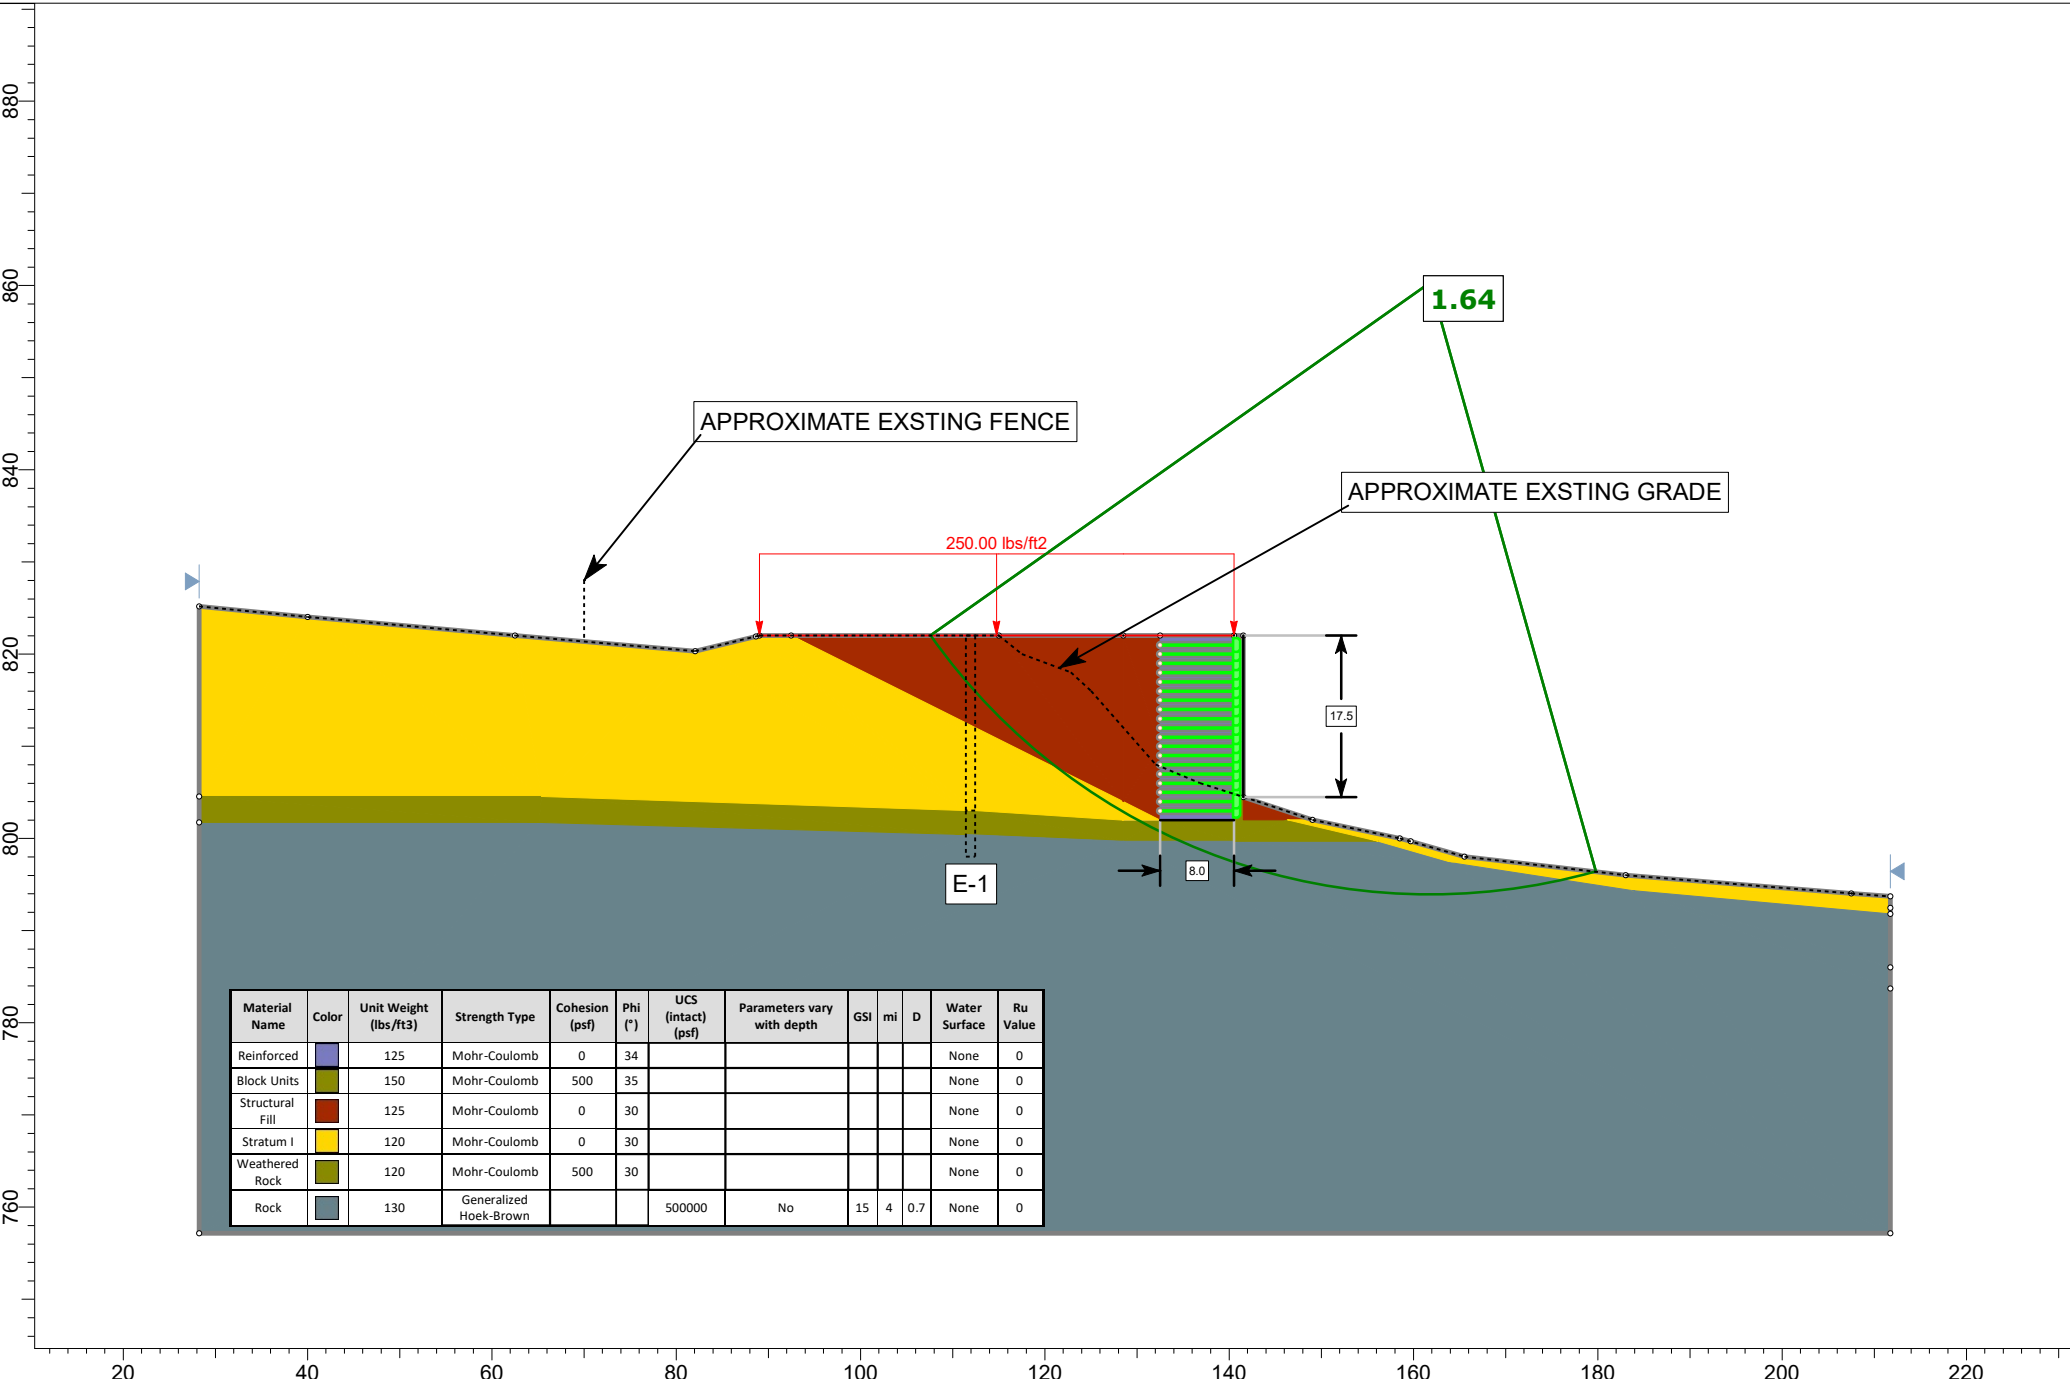 880
860
840
820
800
780
760
1.64
APPROXIMATE EXSTING FENCE
APPROXIMATE EXSTING GRADE
250.00 lbs/ft2
17.5
8.0
E-1
Material Name Color Unit Weight (lbs/ft3) Strength Type Cohesion (psf) Phi (°) UCS (intact) (psf) Parameters vary with depth GSI mi D Water Surface Ru Value
Reinforced 125 Mohr-Coulomb 0 34 None 0
Block Units 150 Mohr-Coulomb 500 35 None 0
Structural Fill 125 Mohr-Coulomb 0 30 None 0
Stratum I 120 Mohr-Coulomb 0 30 None 0
Weathered Rock 120 Mohr-Coulomb 500 30 None 0
Rock 130 Generalized Hoek-Brown 500000 No 15 4 0.7 None 0
20 40 60 80 100 120 140 160 180 200 220